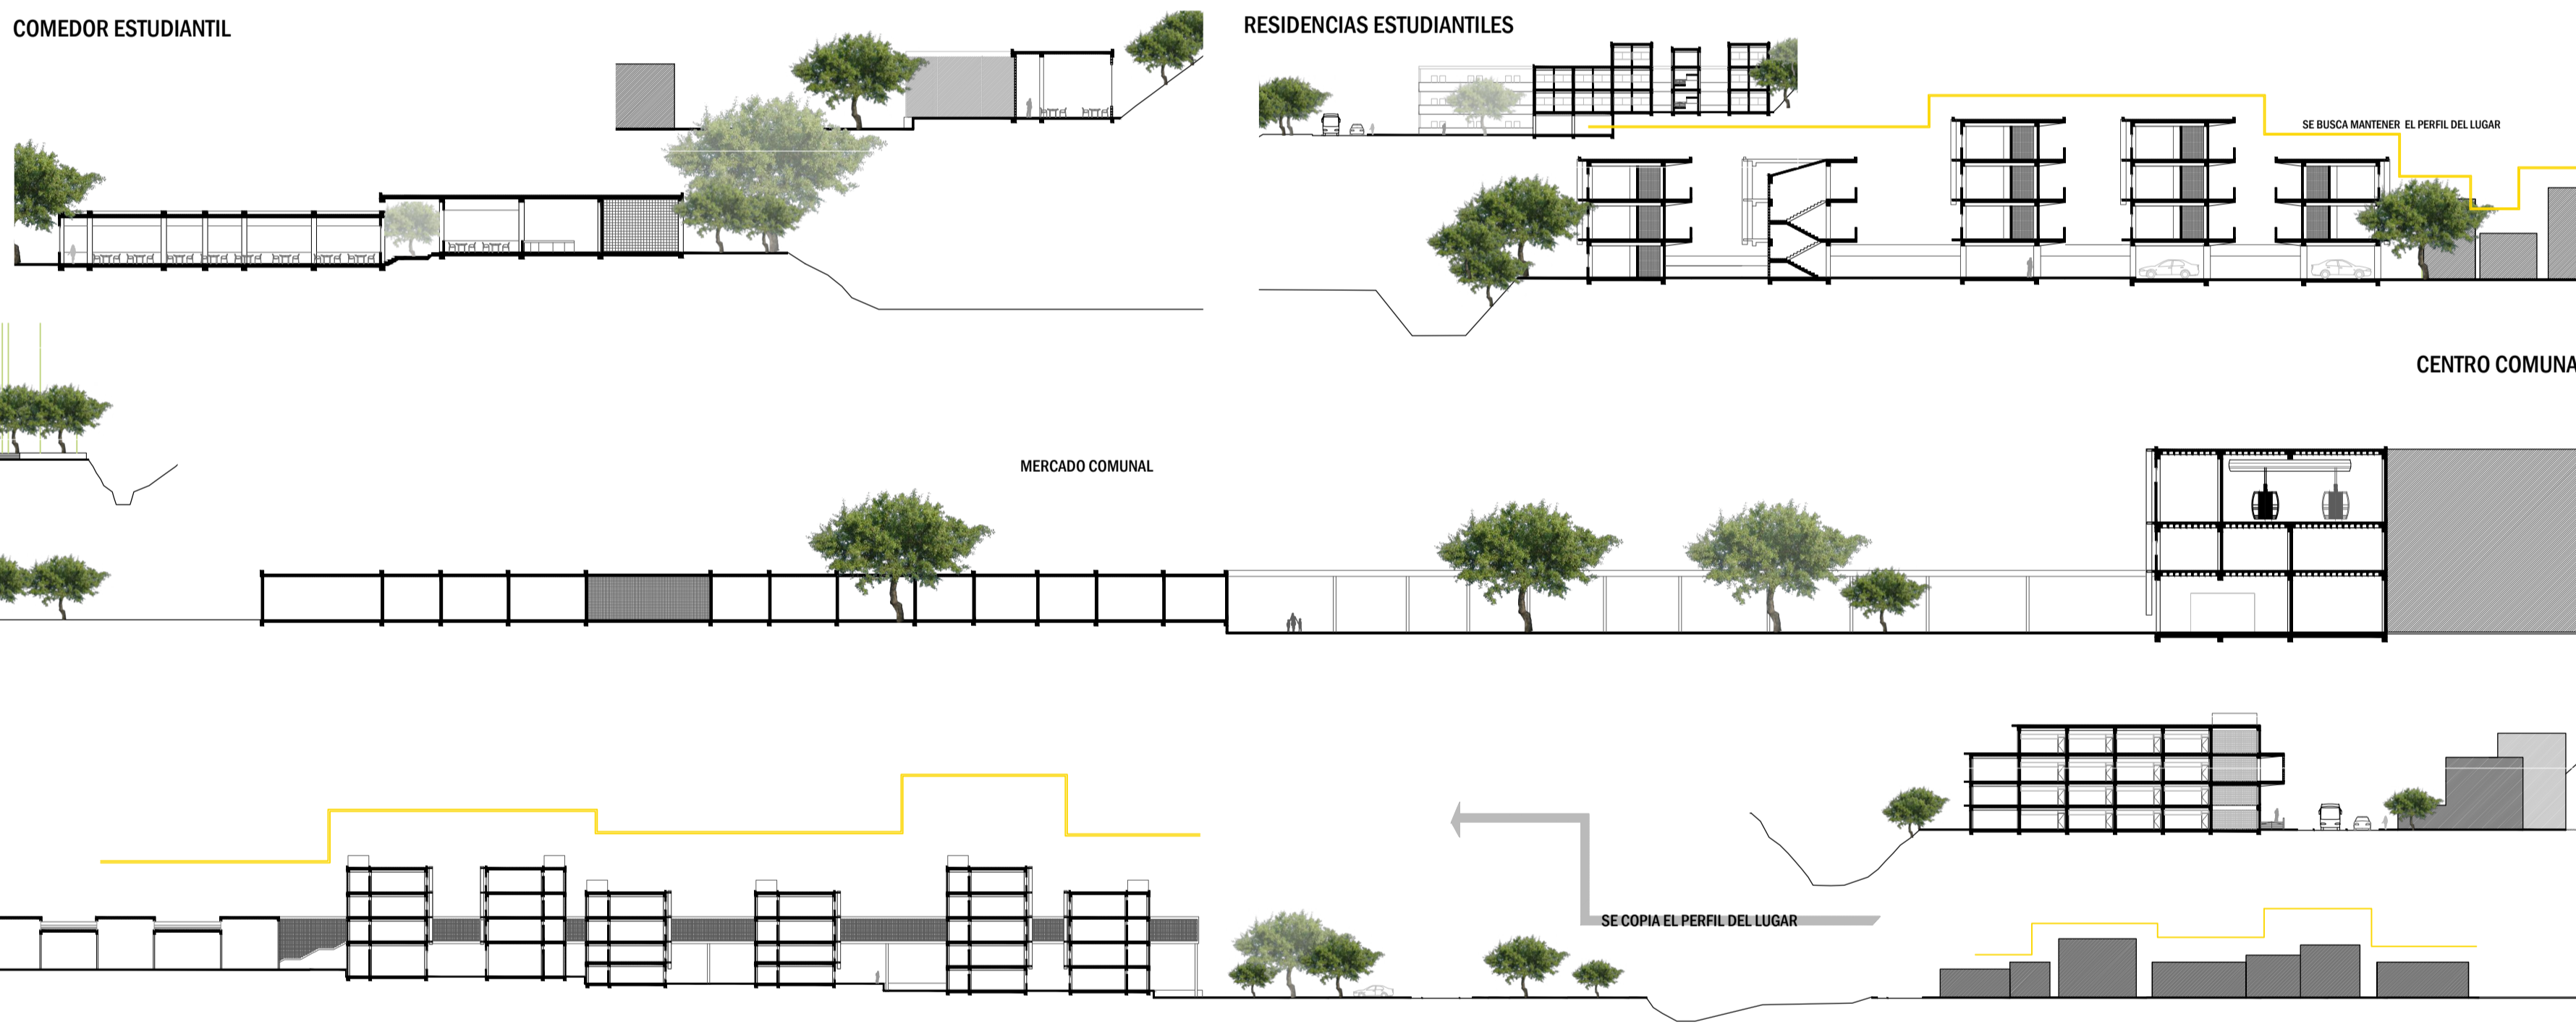 COMEDOR ESTUDIANTIL
RESIDENCIAS ESTUDIANTILES
SE BUSCA MANTENER EL PERFIL DEL LUGAR
CENTRO COMUNA
MERCADO COMUNAL
SE COPIA EL PERFIL DEL LUGAR